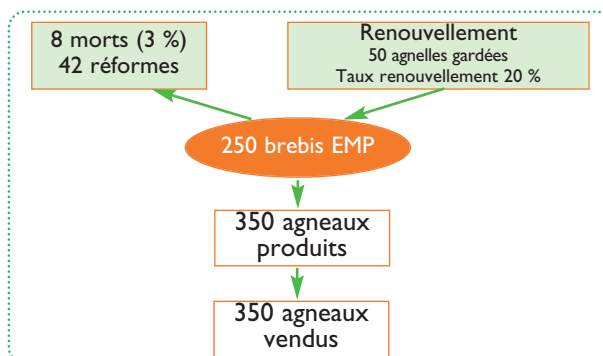 8 morts (3 %)
42 réformes
Renouvellement
50 agnelles gardées
Taux renouvellement 20 %
250 brebis EMP
350 agneaux
produits
350 agneaux
vendus